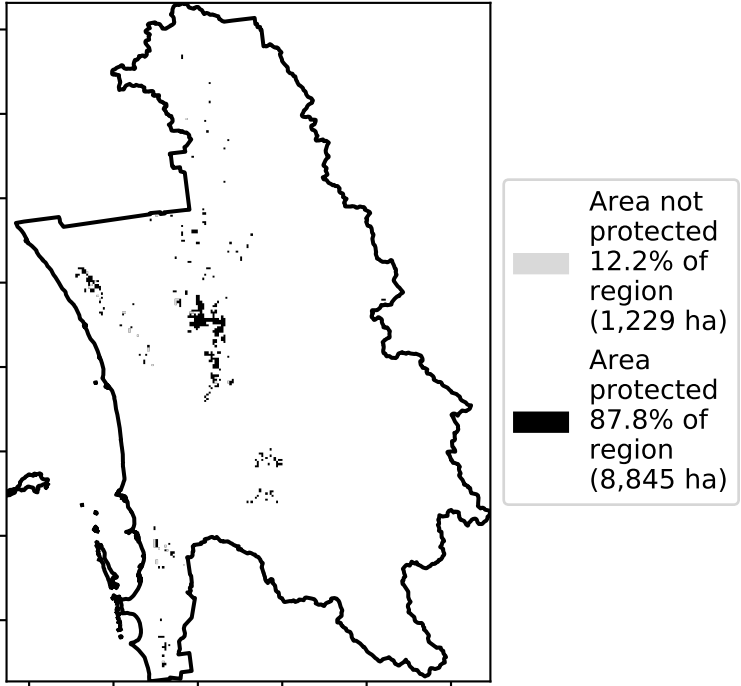 Area not
protected
12.2% of
region
(1,229 ha)
Area
protected
87.8% of
region
(8,845 ha)